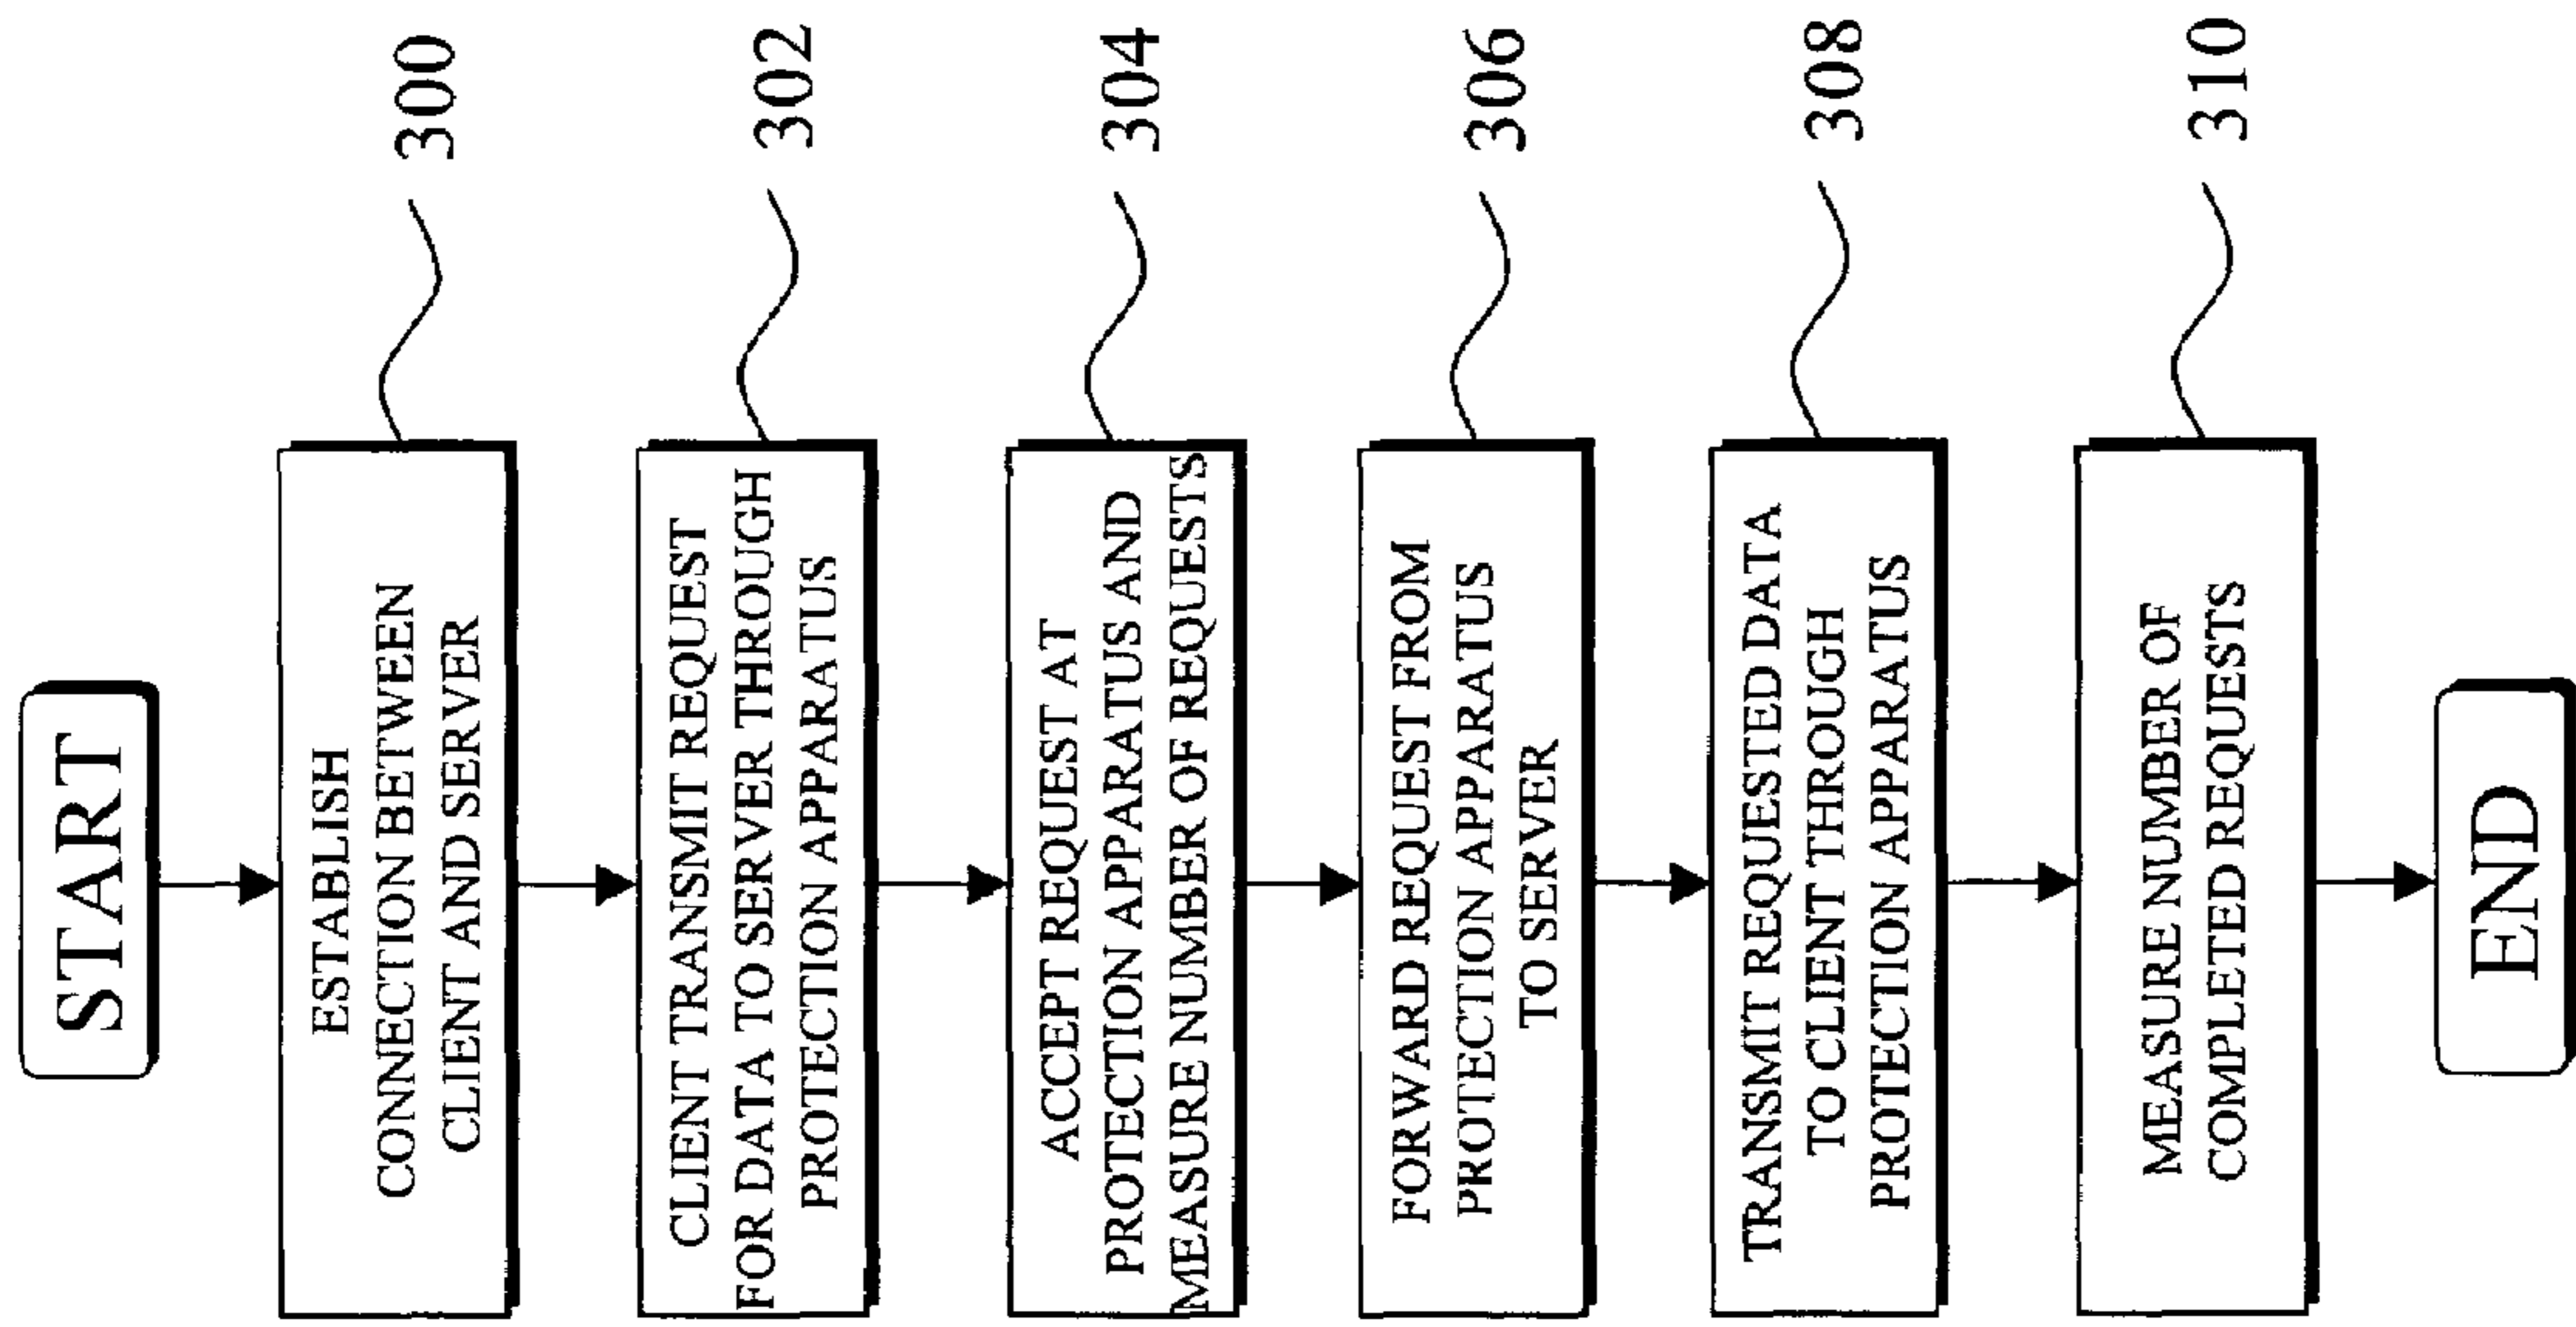 START
ESTABLISH
CONNECTION BETWEEN
CLIENT AND SERVER
300
CLIENT TRANSMIT REQUEST
FOR DATA TO SERVER THROUGH
PROTECTION APPARATUS
302
ACCEPT REQUEST AT
PROTECTION APPARATUS AND
MEASURE NUMBER OF REQUESTS
304
FORWARD REQUEST FROM
PROTECTION APPARATUS
TO SERVER
306
TRANSMIT REQUESTED DATA
TO CLIENT THROUGH
PROTECTION APPARATUS
308
MEASURE NUMBER OF
COMPLETED REQUESTS
310
END